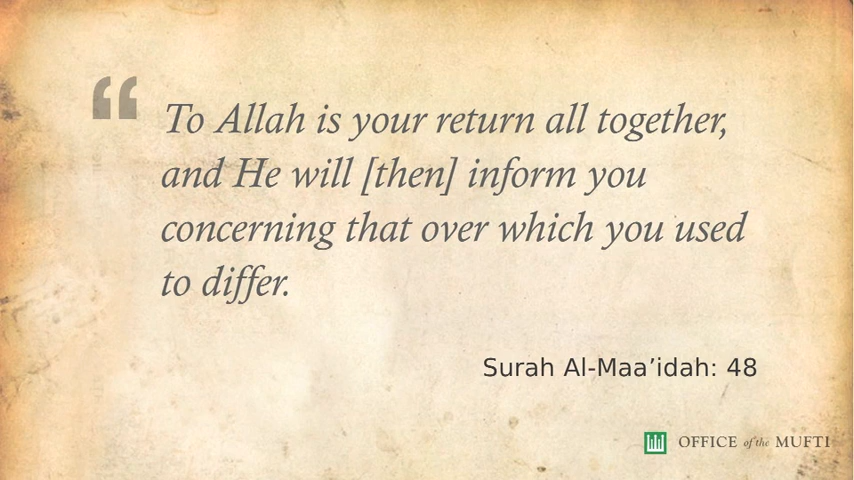 “ To Allah is your return all together,
and He will [then] inform you
concerning that over which you used
to differ.
Surah Al-Maa’idah: 48
OFFICE of the MUFTI